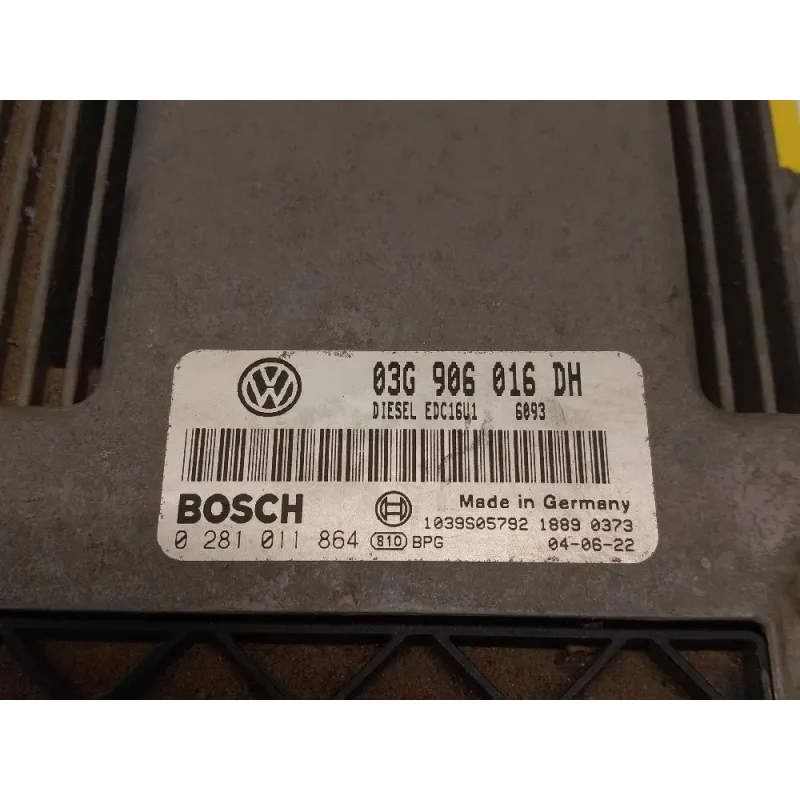 03G 906 016 DH
DIESEL EDC16U1 6093
BOSCH Made in Germany
1039S05792 1889 0373
0 281 011 864 810 BPG 04-06-22